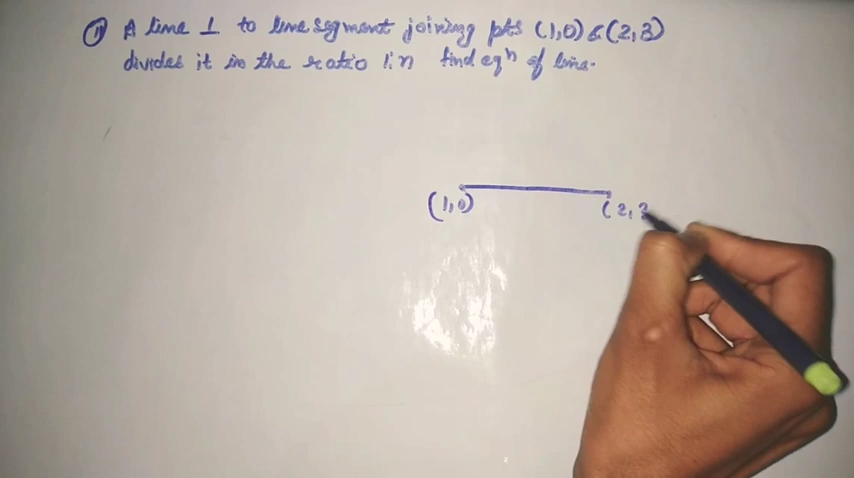 ① A line ⊥ to line segment joining pts (1,0) & (2,3)
divides it in the ratio 1:n find eqⁿ of line.
(1,0) (2,3